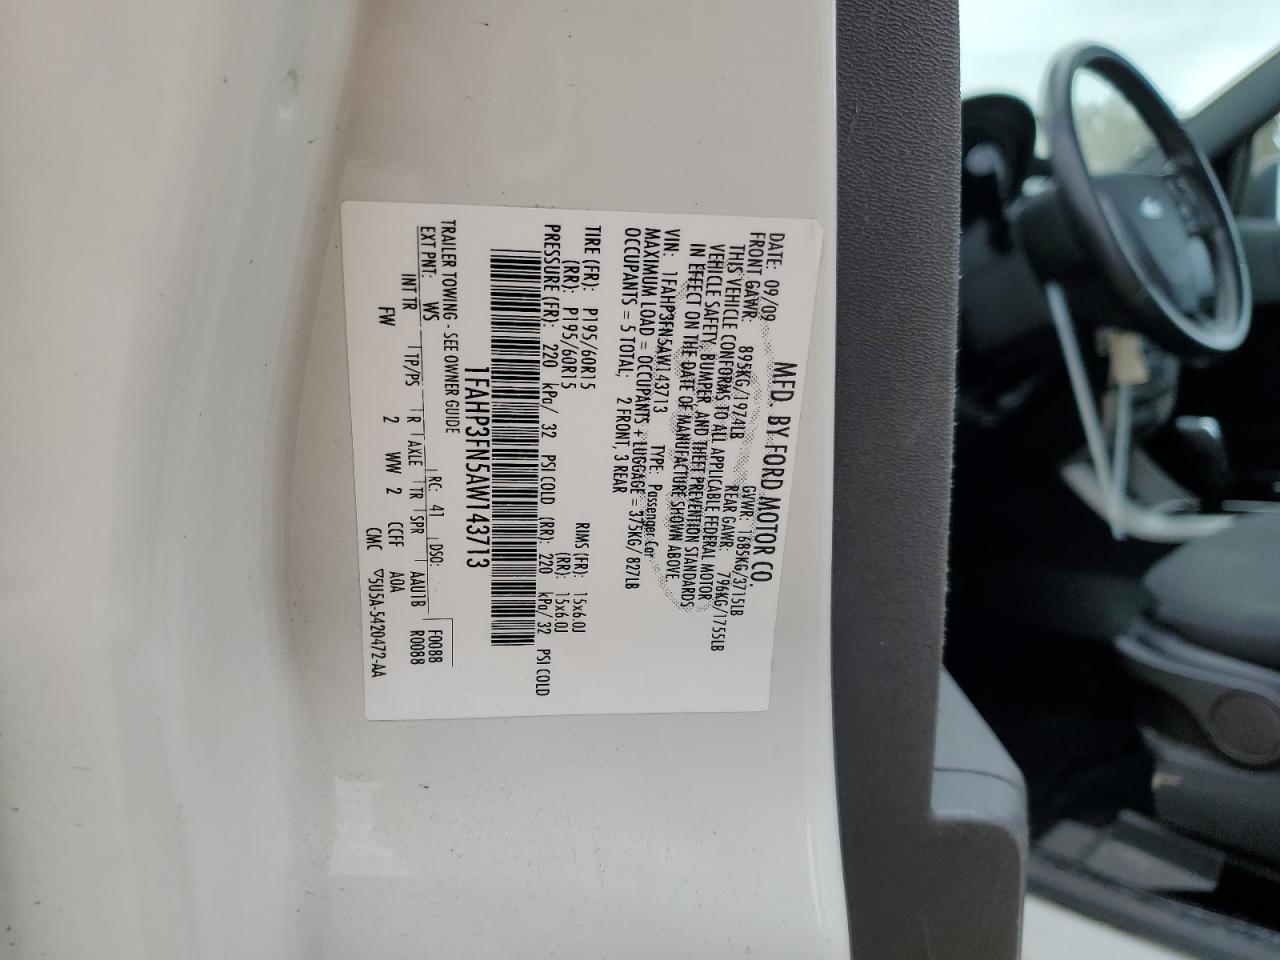 MFD. BY FORD MOTOR CO.
DATE: 09/09 GVWR: 1685KG/3715LB
FRONT GAWR: 895KG/1974LB REAR GAWR: 796KG/1755LB
THIS VEHICLE CONFORMS TO ALL APPLICABLE FEDERAL MOTOR
VEHICLE SAFETY, BUMPER, AND THEFT PREVENTION STANDARDS
IN EFFECT ON THE DATE OF MANUFACTURE SHOWN ABOVE.
VIN: 1FAHP3FN5AW143713 TYPE: Passenger Car
MAXIMUM LOAD = OCCUPANTS + LUGGAGE = 375KG/ 827LB
OCCUPANTS = 5 TOTAL; 2 FRONT, 3 REAR
TIRE (FR): P195/60R15 RIMS (FR): 15x6.0J
(RR): P195/60R15 (RR): 15x6.0J
PRESSURE (FR): 220 kPa/ 32 PSI COLD (RR): 220 kPa/ 32 PSI COLD
1FAHP3FN5AW143713
TRAILER TOWING - SEE OWNER GUIDE
F0088
EXT PNT: WS RC: 41 DSO: R0088
INT TR TP/PS R AXLE TR SPR AAU1B
FW 2 WW 2 CCFF AOA
CMC ▽5U5A-5420472-AA